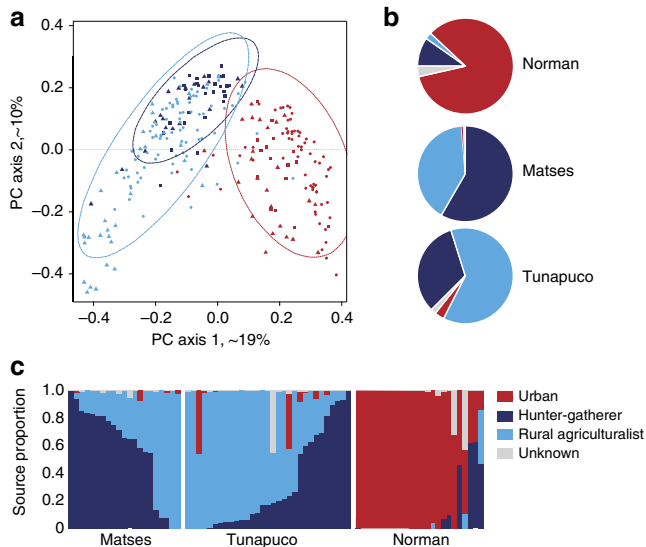 a
0.4
0.2
0.0
–0.2
–0.4
PC axis 2,~10%
–0.4
–0.2
0.0
0.2
0.4
PC axis 1, ~19%
b
Norman
Matses
Tunapuco
c
1.0
0.8
0.6
0.4
0.2
0
Source proportion
Matses
Tunapuco
Norman
Urban
Hunter-gatherer
Rural agriculturalist
Unknown